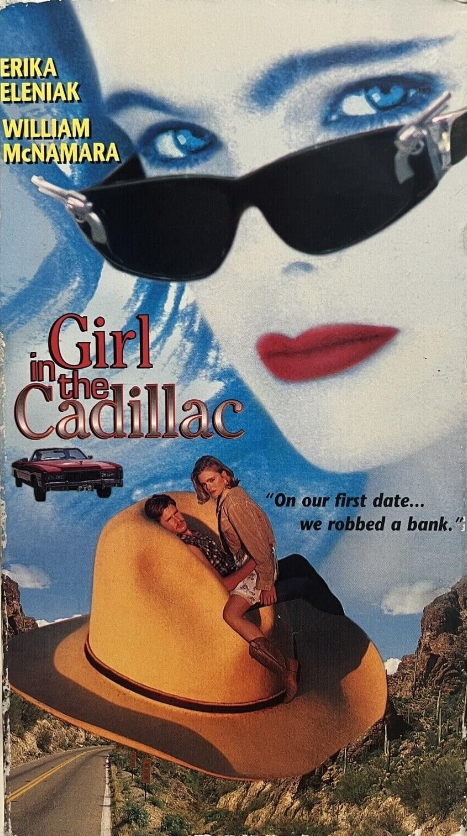 ERIKA
ELENIAK
WILLIAM
McNAMARA
Girl
in the
Cadillac
"On our first date...
we robbed a bank."